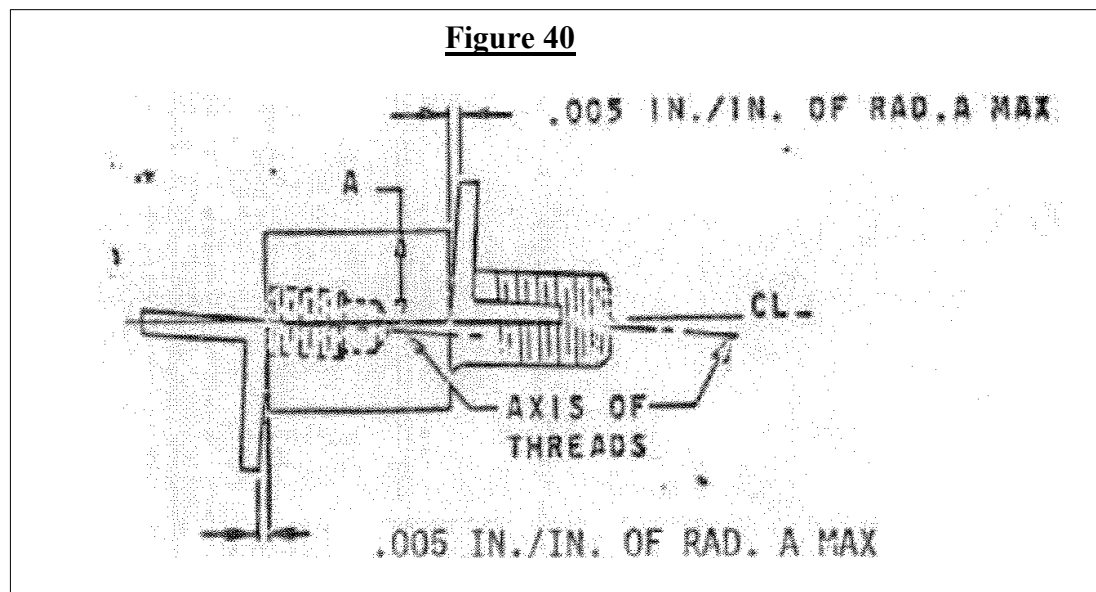 Figure 40
.005 IN./IN. OF RAD.A MAX
A
CL
AXIS OF
THREADS
.005 IN./IN. OF RAD. A MAX